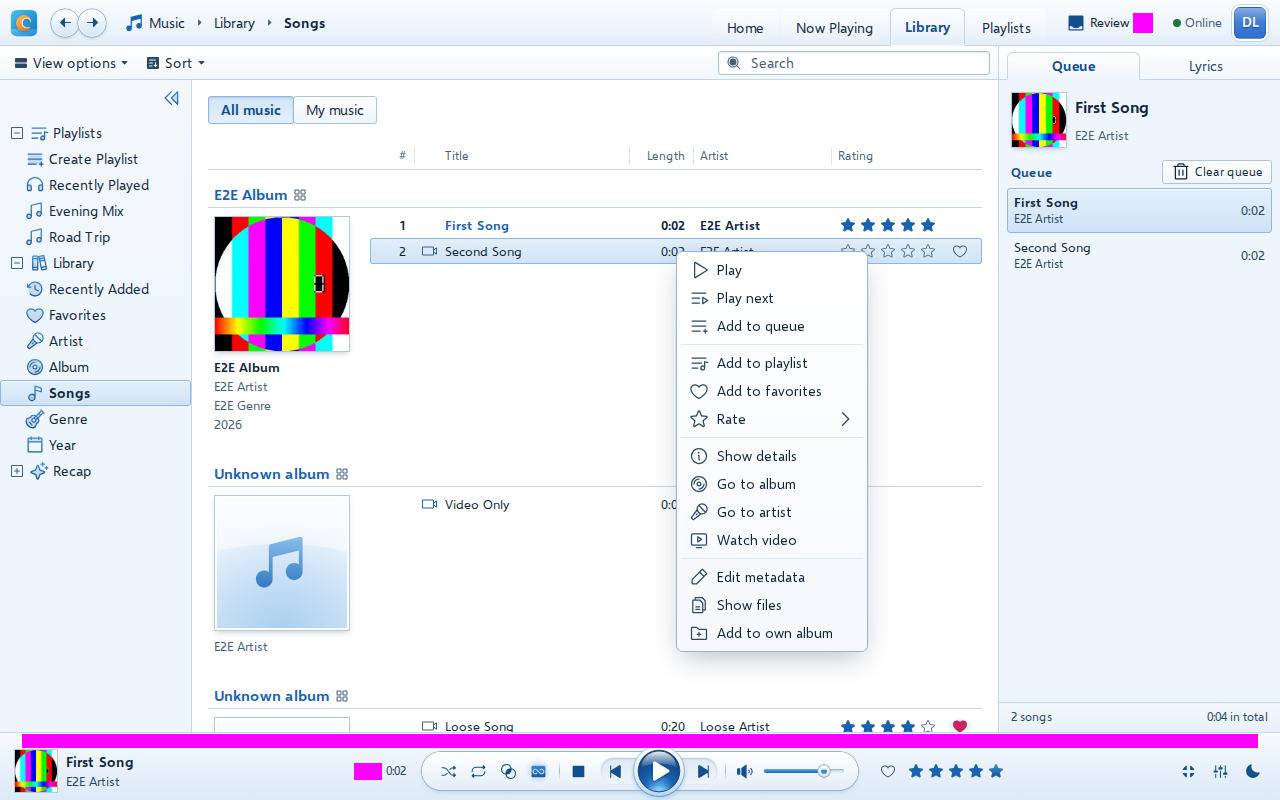 Music
Library
Songs
Home
Now Playing
Library
Playlists
Review
Online
DL
View options
Sort
Search
Queue
Lyrics
Playlists
Create Playlist
Recently Played
Evening Mix
Road Trip
Library
Recently Added
Favorites
Artist
Album
Songs
Genre
Year
Recap
All music
My music
# Title Length Artist Rating
E2E Album
1 First Song 0:02 E2E Artist
2 Second Song
E2E Album
E2E Artist
E2E Genre
2026
Unknown album
Video Only
E2E Artist
Unknown album
Loose Song 0:20 Loose Artist
Play
Play next
Add to queue
Add to playlist
Add to favorites
Rate
Show details
Go to album
Go to artist
Watch video
Edit metadata
Show files
Add to own album
First Song
E2E Artist
Queue
Clear queue
First Song
E2E Artist
0:02
Second Song
E2E Artist
0:02
2 songs
0:04 in total
First Song
E2E Artist
0:02